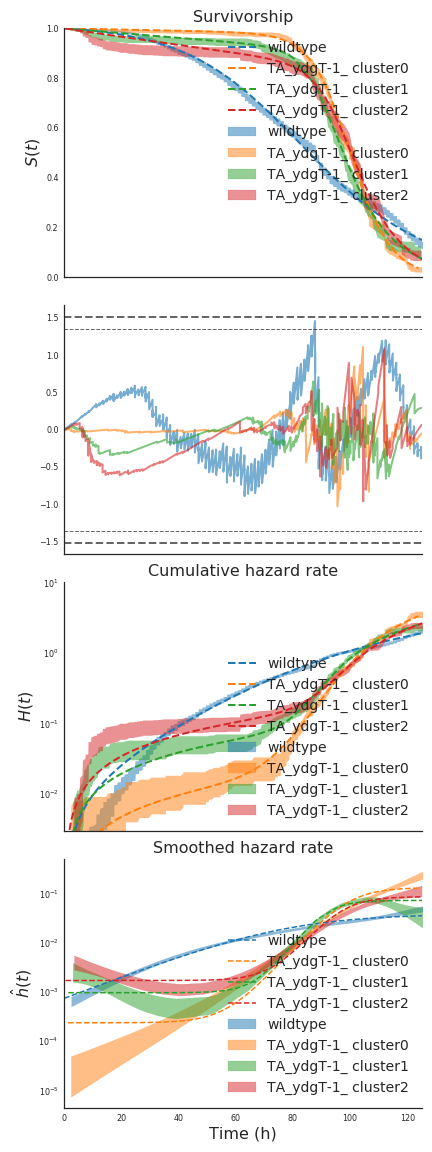 Survivorship
1.0
0.8
0.6
0.4
0.2
0.0
S(t)
wildtype
TA_ydgT-1_ cluster0
TA_ydgT-1_ cluster1
TA_ydgT-1_ cluster2
wildtype
TA_ydgT-1_ cluster0
TA_ydgT-1_ cluster1
TA_ydgT-1_ cluster2
1.5
1.0
0.5
0.0
−0.5
−1.0
−1.5
Cumulative hazard rate
10¹
10⁰
10⁻¹
10⁻²
H(t)
wildtype
TA_ydgT-1_ cluster0
TA_ydgT-1_ cluster1
TA_ydgT-1_ cluster2
wildtype
TA_ydgT-1_ cluster0
TA_ydgT-1_ cluster1
TA_ydgT-1_ cluster2
Smoothed hazard rate
10⁻¹
10⁻²
10⁻³
10⁻⁴
10⁻⁵
ĥ(t)
wildtype
TA_ydgT-1_ cluster0
TA_ydgT-1_ cluster1
TA_ydgT-1_ cluster2
wildtype
TA_ydgT-1_ cluster0
TA_ydgT-1_ cluster1
TA_ydgT-1_ cluster2
0 20 40 60 80 100 120
Time (h)